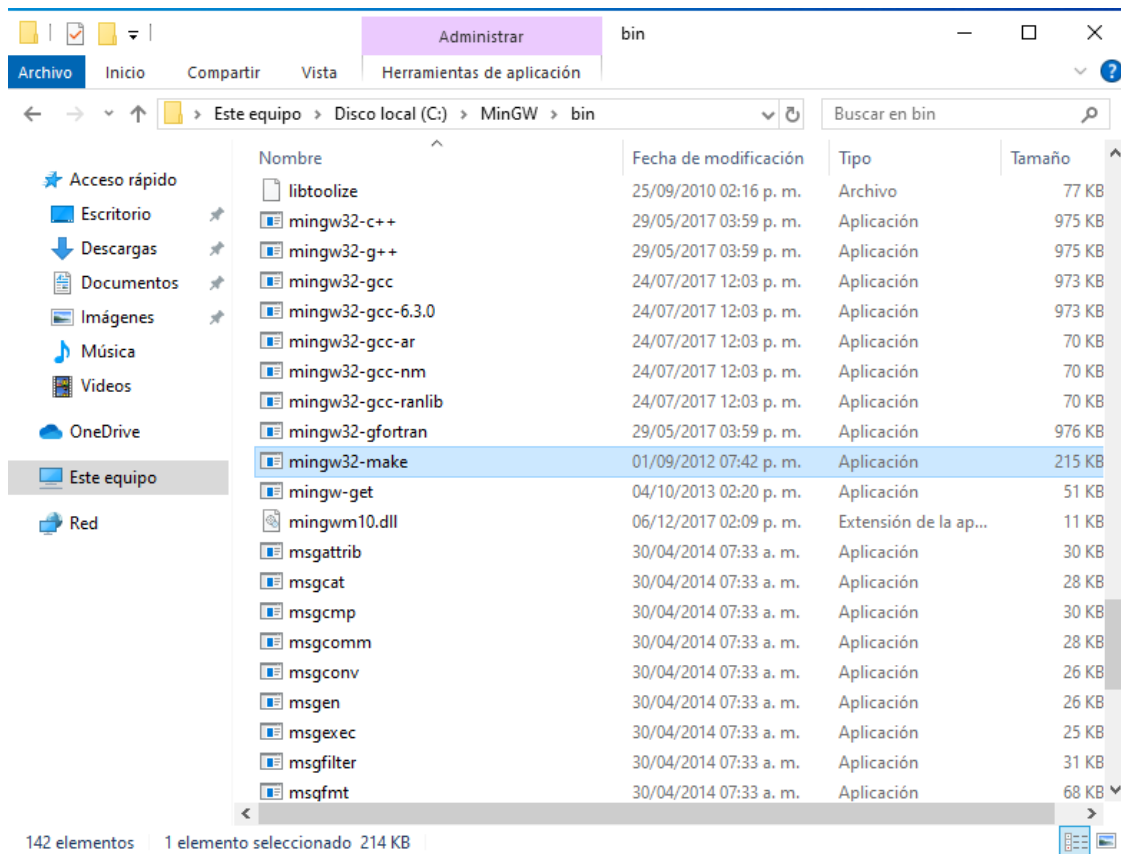 Administrar bin
Archivo Inicio Compartir Vista Herramientas de aplicación
Este equipo > Disco local (C:) > MinGW > bin Buscar en bin
Nombre Fecha de modificación Tipo Tamaño
Acceso rápido
Escritorio
Descargas
Documentos
Imágenes
Música
Videos
OneDrive
Este equipo
Red
libtoolize 25/09/2010 02:16 p. m. Archivo 77 KB
mingw32-c++ 29/05/2017 03:59 p. m. Aplicación 975 KB
mingw32-g++ 29/05/2017 03:59 p. m. Aplicación 975 KB
mingw32-gcc 24/07/2017 12:03 p. m. Aplicación 973 KB
mingw32-gcc-6.3.0 24/07/2017 12:03 p. m. Aplicación 973 KB
mingw32-gcc-ar 24/07/2017 12:03 p. m. Aplicación 70 KB
mingw32-gcc-nm 24/07/2017 12:03 p. m. Aplicación 70 KB
mingw32-gcc-ranlib 24/07/2017 12:03 p. m. Aplicación 70 KB
mingw32-gfortran 29/05/2017 03:59 p. m. Aplicación 976 KB
mingw32-make 01/09/2012 07:42 p. m. Aplicación 215 KB
mingw-get 04/10/2013 02:20 p. m. Aplicación 51 KB
mingwm10.dll 06/12/2017 02:09 p. m. Extensión de la ap... 11 KB
msgattrib 30/04/2014 07:33 a. m. Aplicación 30 KB
msgcat 30/04/2014 07:33 a. m. Aplicación 28 KB
msgcmp 30/04/2014 07:33 a. m. Aplicación 30 KB
msgcomm 30/04/2014 07:33 a. m. Aplicación 28 KB
msgconv 30/04/2014 07:33 a. m. Aplicación 26 KB
msgen 30/04/2014 07:33 a. m. Aplicación 26 KB
msgexec 30/04/2014 07:33 a. m. Aplicación 25 KB
msgfilter 30/04/2014 07:33 a. m. Aplicación 31 KB
msgfmt 30/04/2014 07:33 a. m. Aplicación 68 KB
142 elementos 1 elemento seleccionado 214 KB